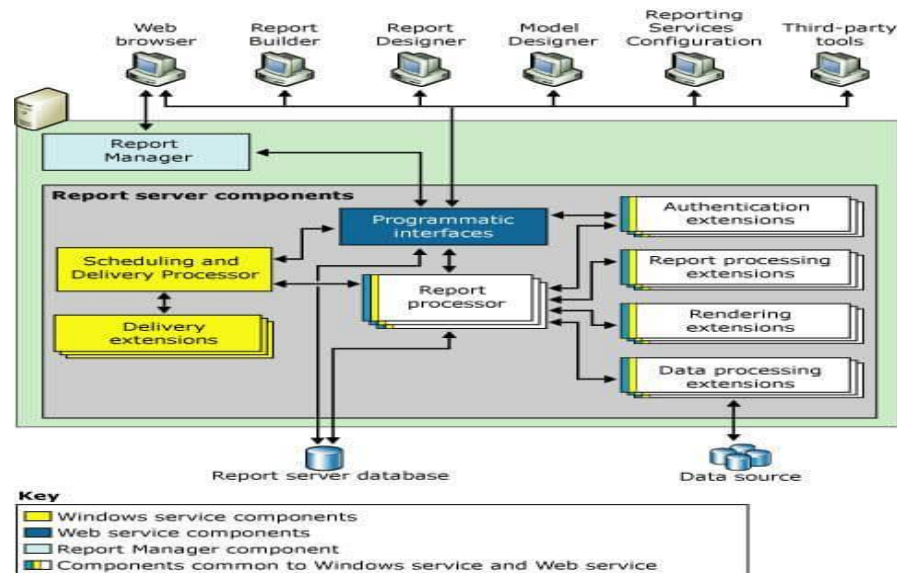 Web
browser
Report
Builder
Report
Designer
Model
Designer
Reporting
Services
Configuration
Third-party
tools
Report
Manager
Report server components
Programmatic
interfaces
Authentication
extensions
Scheduling and
Delivery Processor
Report processing
extensions
Report
processor
Delivery
extensions
Rendering
extensions
Data processing
extensions
Report server database
Data source
Key
Windows service components
Web service components
Report Manager component
Components common to Windows service and Web service